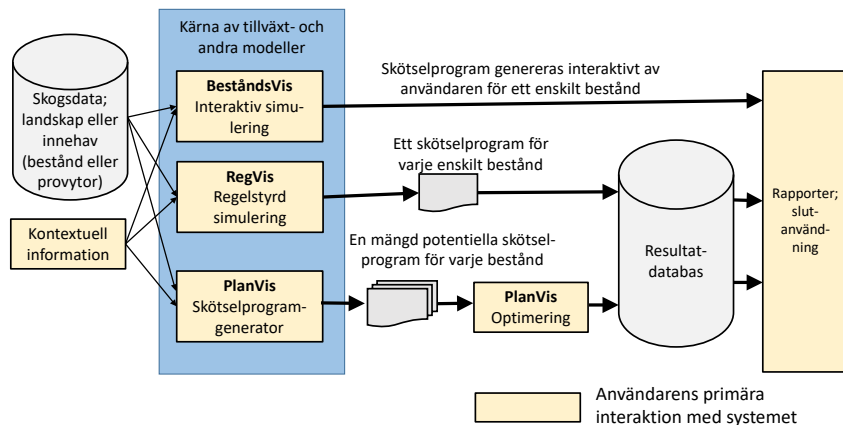 Kärna av tillväxt- och
andra modeller
Skogsdata;
landskap eller
innehav
(bestånd eller
provytor)
Kontextuell
information
BeståndsVis
Interaktiv simu-
lering
Skötselprogram genereras interaktivt av
användaren för ett enskilt bestånd
RegVis
Regelstyrd
simulering
Ett skötselprogram för
varje enskilt bestånd
PlanVis
Skötselprogram-
generator
En mängd potentiella skötsel-
program för varje bestånd
PlanVis
Optimering
Resultat-
databas
Rapporter;
slut-
användning
Användarens primära
interaktion med systemet